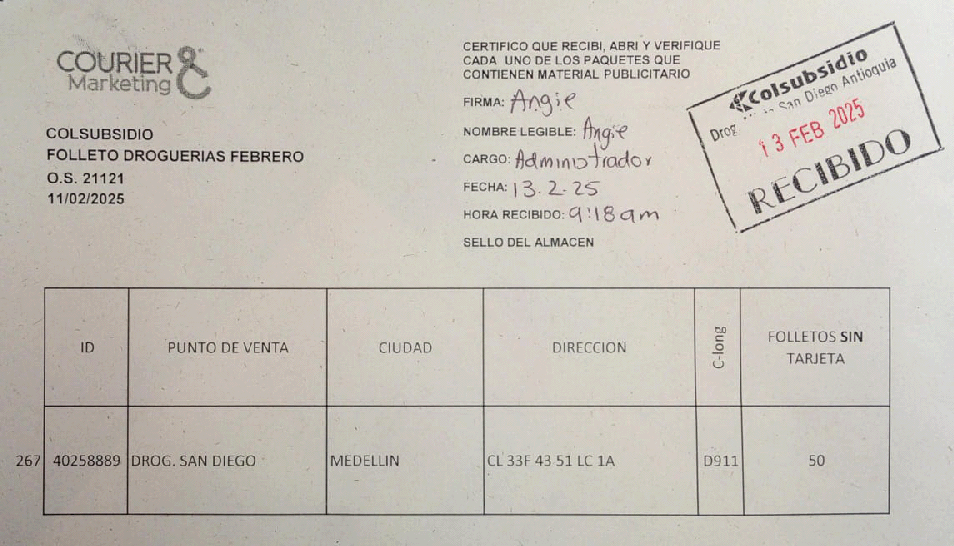 COURIER &
Marketing
COLSUBSIDIO
FOLLETO DROGUERIAS FEBRERO
O.S. 21121
11/02/2025
CERTIFICO QUE RECIBI, ABRI Y VERIFIQUE
CADA UNO DE LOS PAQUETES QUE
CONTIENEN MATERIAL PUBLICITARIO
FIRMA: Angie
NOMBRE LEGIBLE: Angie
CARGO: Administrador
FECHA: 13.2.25
HORA RECIBIDO: 9:18am
SELLO DEL ALMACEN
Colsubsidio
San Diego Antioquia
13 FEB 2025
RECIBIDO
ID PUNTO DE VENTA CIUDAD DIRECCION C-long FOLLETOS SIN
TARJETA
267 40258889 DROG. SAN DIEGO MEDELLIN CL 33F 43 51 LC 1A D911 50